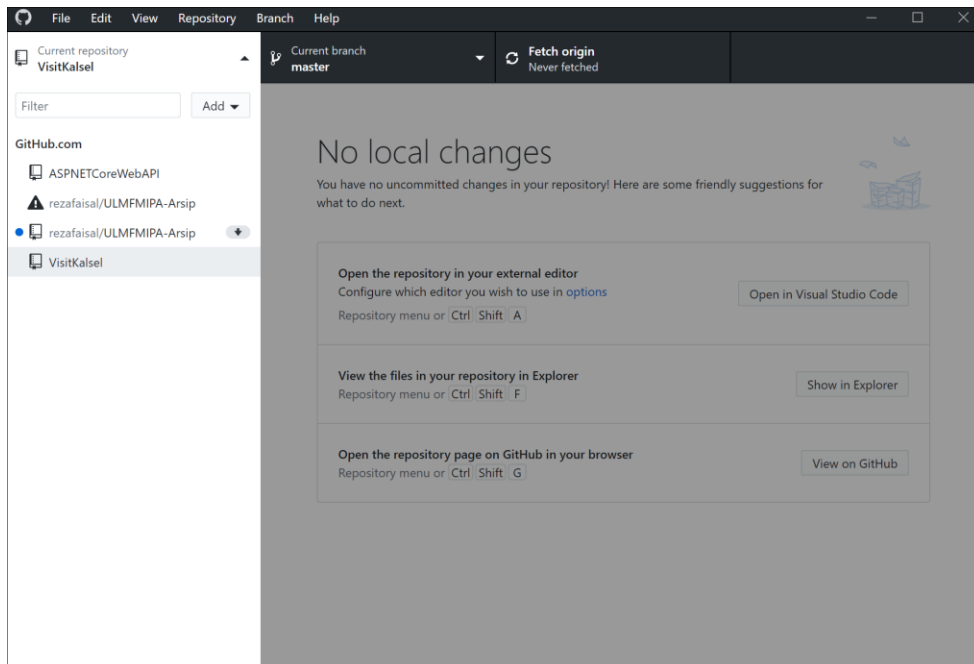 File Edit View Repository Branch Help
Current repository
VisitKalsel
Current branch
master
Fetch origin
Never fetched
Filter
Add
GitHub.com
ASPNETCoreWebAPI
rezafaisal/ULMFMIPA-Arsip
rezafaisal/ULMFMIPA-Arsip
VisitKalsel
No local changes
You have no uncommitted changes in your repository! Here are some friendly suggestions for
what to do next.
Open the repository in your external editor
Configure which editor you wish to use in options
Repository menu or Ctrl Shift A
Open in Visual Studio Code
View the files in your repository in Explorer
Repository menu or Ctrl Shift F
Show in Explorer
Open the repository page on GitHub in your browser
Repository menu or Ctrl Shift G
View on GitHub